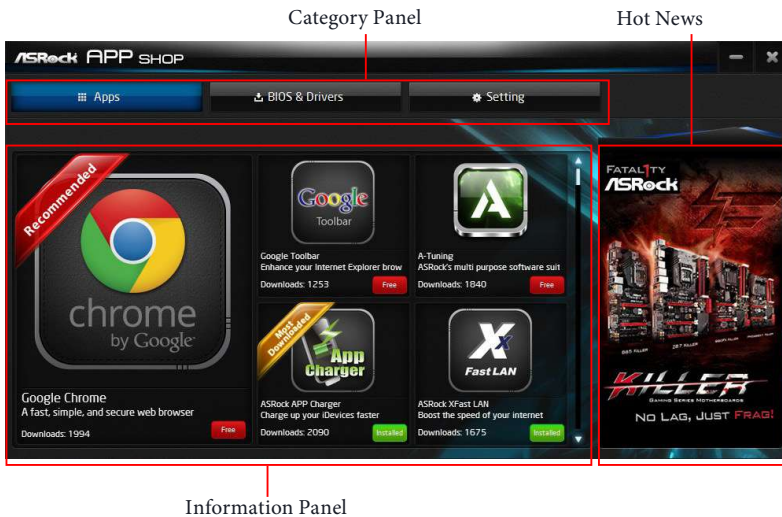 Category Panel
Hot News
ASRock APP SHOP
Apps
BIOS & Drivers
Setting
Recommended
chrome
by Google
Google Chrome
A fast, simple, and secure web browser
Downloads: 1994
Free
Google
Toolbar
Google Toolbar
Enhance your Internet Explorer brow
Downloads: 1253
Free
A
A-Tuning
ASRock's multi purpose software suit
Downloads: 1840
Free
Most
Downloaded
App
Charger
ASRock APP Charger
Charge up your iDevices faster
Downloads: 2090
Installed
X
Fast LAN
ASRock XFast LAN
Boost the speed of your internet
Downloads: 1675
Installed
FATAL1TY
ASRock
KILLER
GAMING SERIES MOTHERBOARDS
NO LAG, JUST FRAG!
Information Panel